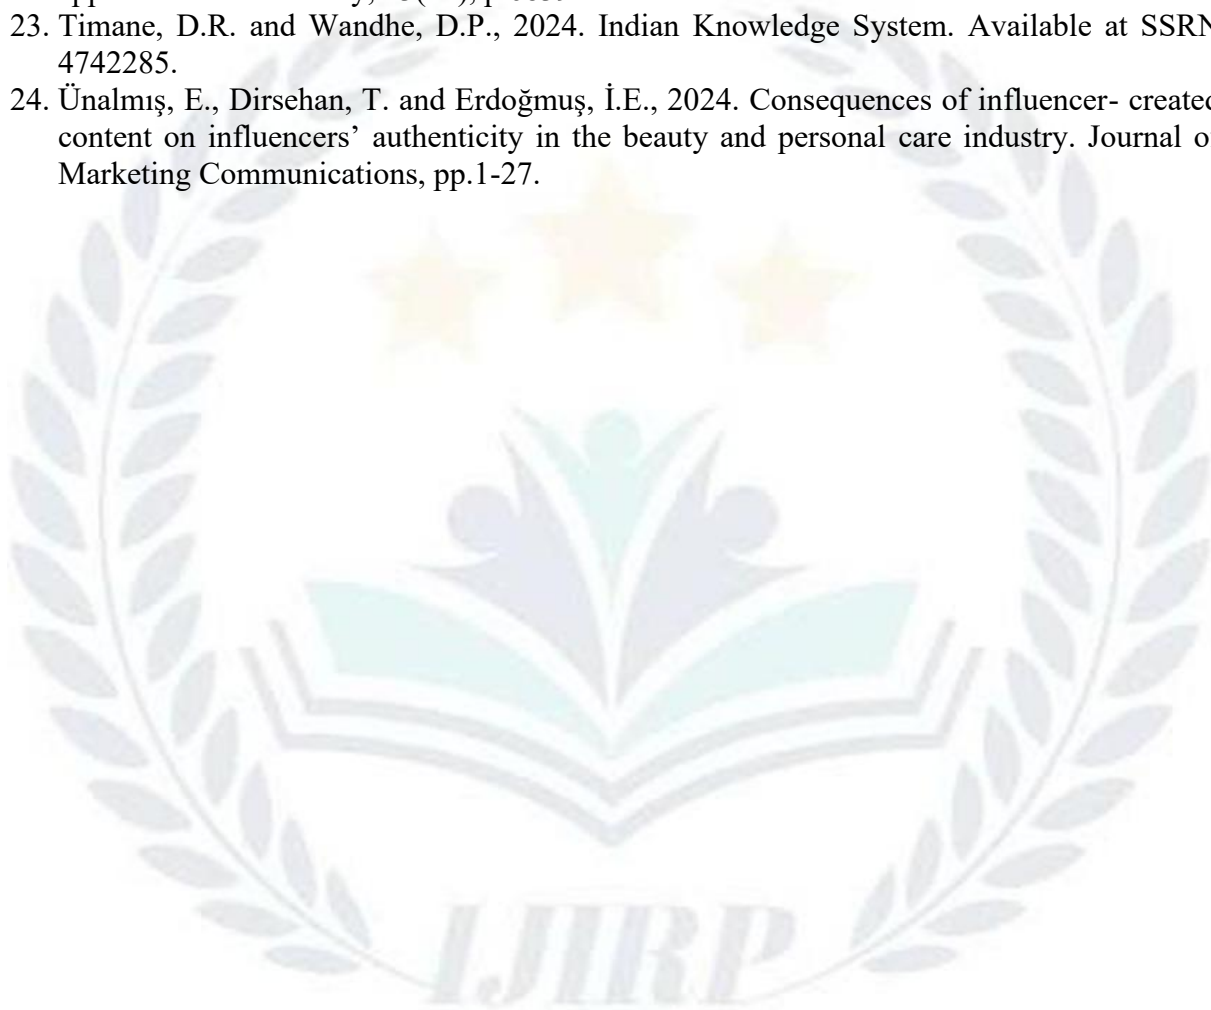 23. Timane, D.R. and Wandhe, D.P., 2024. Indian Knowledge System. Available at SSRN
4742285.
24. Ünalmış, E., Dirsehan, T. and Erdoğmuş, İ.E., 2024. Consequences of influencer- created
content on influencers’ authenticity in the beauty and personal care industry. Journal of
Marketing Communications, pp.1-27.
IJIRP